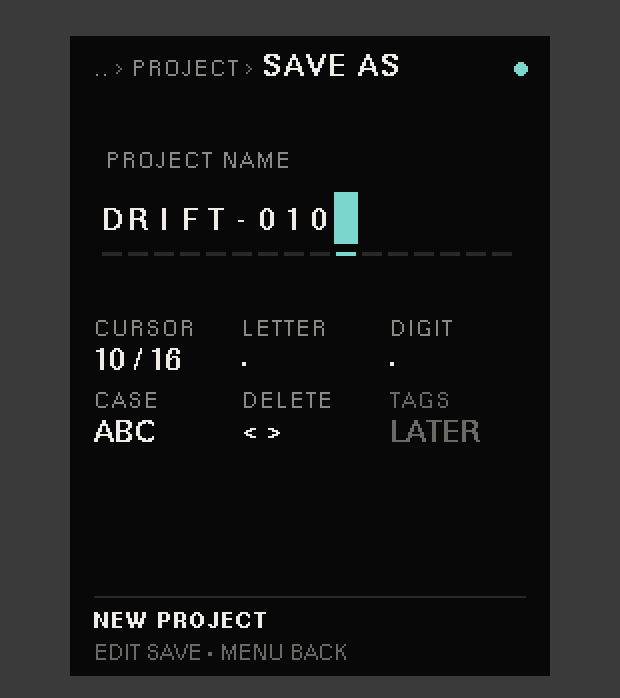 .. > PROJECT > SAVE AS
PROJECT NAME
DRIFT-010
CURSOR LETTER DIGIT
10 / 16 . .
CASE DELETE TAGS
ABC < > LATER
NEW PROJECT
EDIT SAVE • MENU BACK